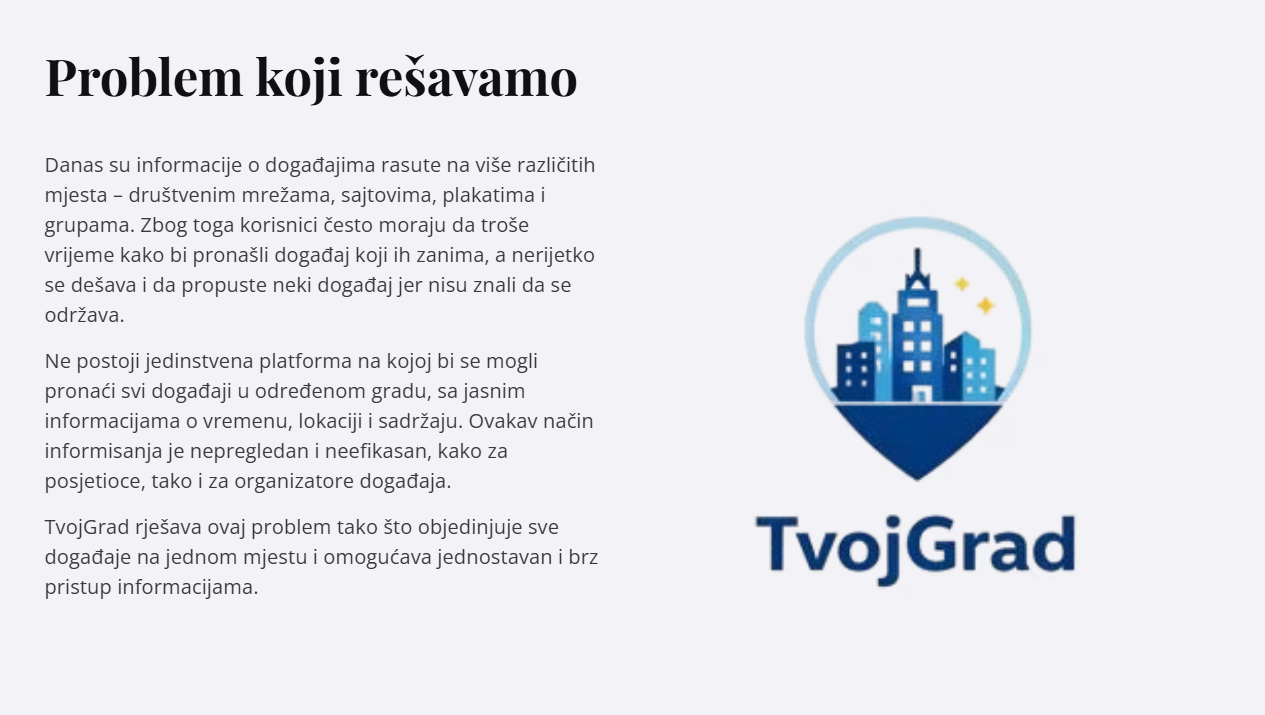 Problem koji rešavamo
Danas su informacije o događajima rasute na više različitih
mjesta – društvenim mrežama, sajtovima, plakatima i
grupama. Zbog toga korisnici često moraju da troše
vrijeme kako bi pronašli događaj koji ih zanima, a nerijetko
se dešava i da propuste neki događaj jer nisu znali da se
održava.
Ne postoji jedinstvena platforma na kojoj bi se mogli
pronaći svi događaji u određenom gradu, sa jasnim
informacijama o vremenu, lokaciji i sadržaju. Ovakav način
informisanja je nepregledan i neefikasan, kako za
posjetioce, tako i za organizatore događaja.
TvojGrad rješava ovaj problem tako što objedinjuje sve
događaje na jednom mjestu i omogućava jednostavan i brz
pristup informacijama.
TvojGrad